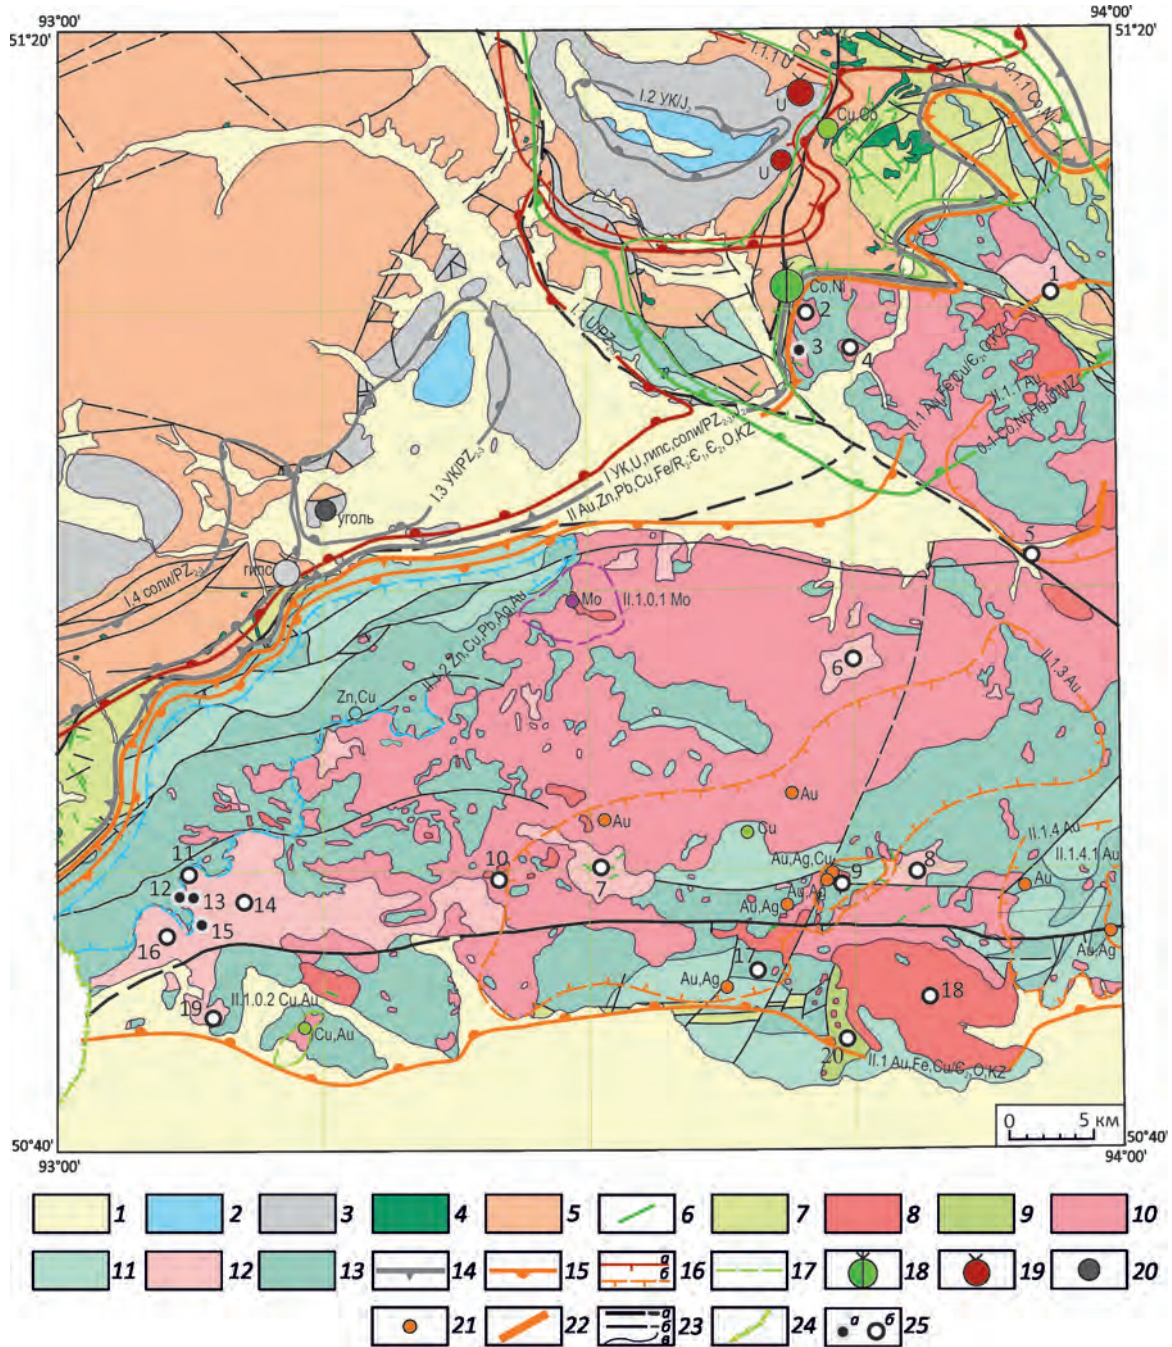 93°00'
94°00'
51°20'
51°20'
I.1.1 U
I.2 УК/J₂
U
Cu,Co
0.1.1 Co,Ni
U
1
Co,Ni
2
3
4
I.1 U/PZ₂₋₃
II.1 Au,Fe,Cu/Є₂₋₃,O,KZ
II.1.1 Au
0.1 Co,Ni,Hg,U/MZ
I УК,U,гипс,соли/PZ₂₋₃,J₁₋₂
I.3 УК/PZ₂₋₃
II Au,Zn,Pb,Cu,Fe/R₃-Є₁,Є₂₋₃,O,KZ
уголь
5
гипс
I.4 соли/PZ₂₋₃
Mo
II.1.0.1 Mo
II.1.2 Zn,Cu,Pb,Ag,Au
6
II.1.3 Au
Zn,Cu
Au
Au
Cu
II.1.4 Au
11
10
7
Au,Ag,Cu
8
II.1.4.1 Au
12
13
14
9
Au,Ag
Au
Au,Ag
15
16
17
Au,Ag
Au,Ag
18
19
II.1.0.2 Cu,Au
Cu,Au
20
II.1 Au,Fe,Cu/Є₂₋₃,O,KZ
0 5 км
50°40'
50°40'
93°00'
94°00'
1 2 3 4 5 6 7 8 9 10
11 12 13 14 15 а б 16 17 18 19 20
21 22 а б в 23 24 а б 25